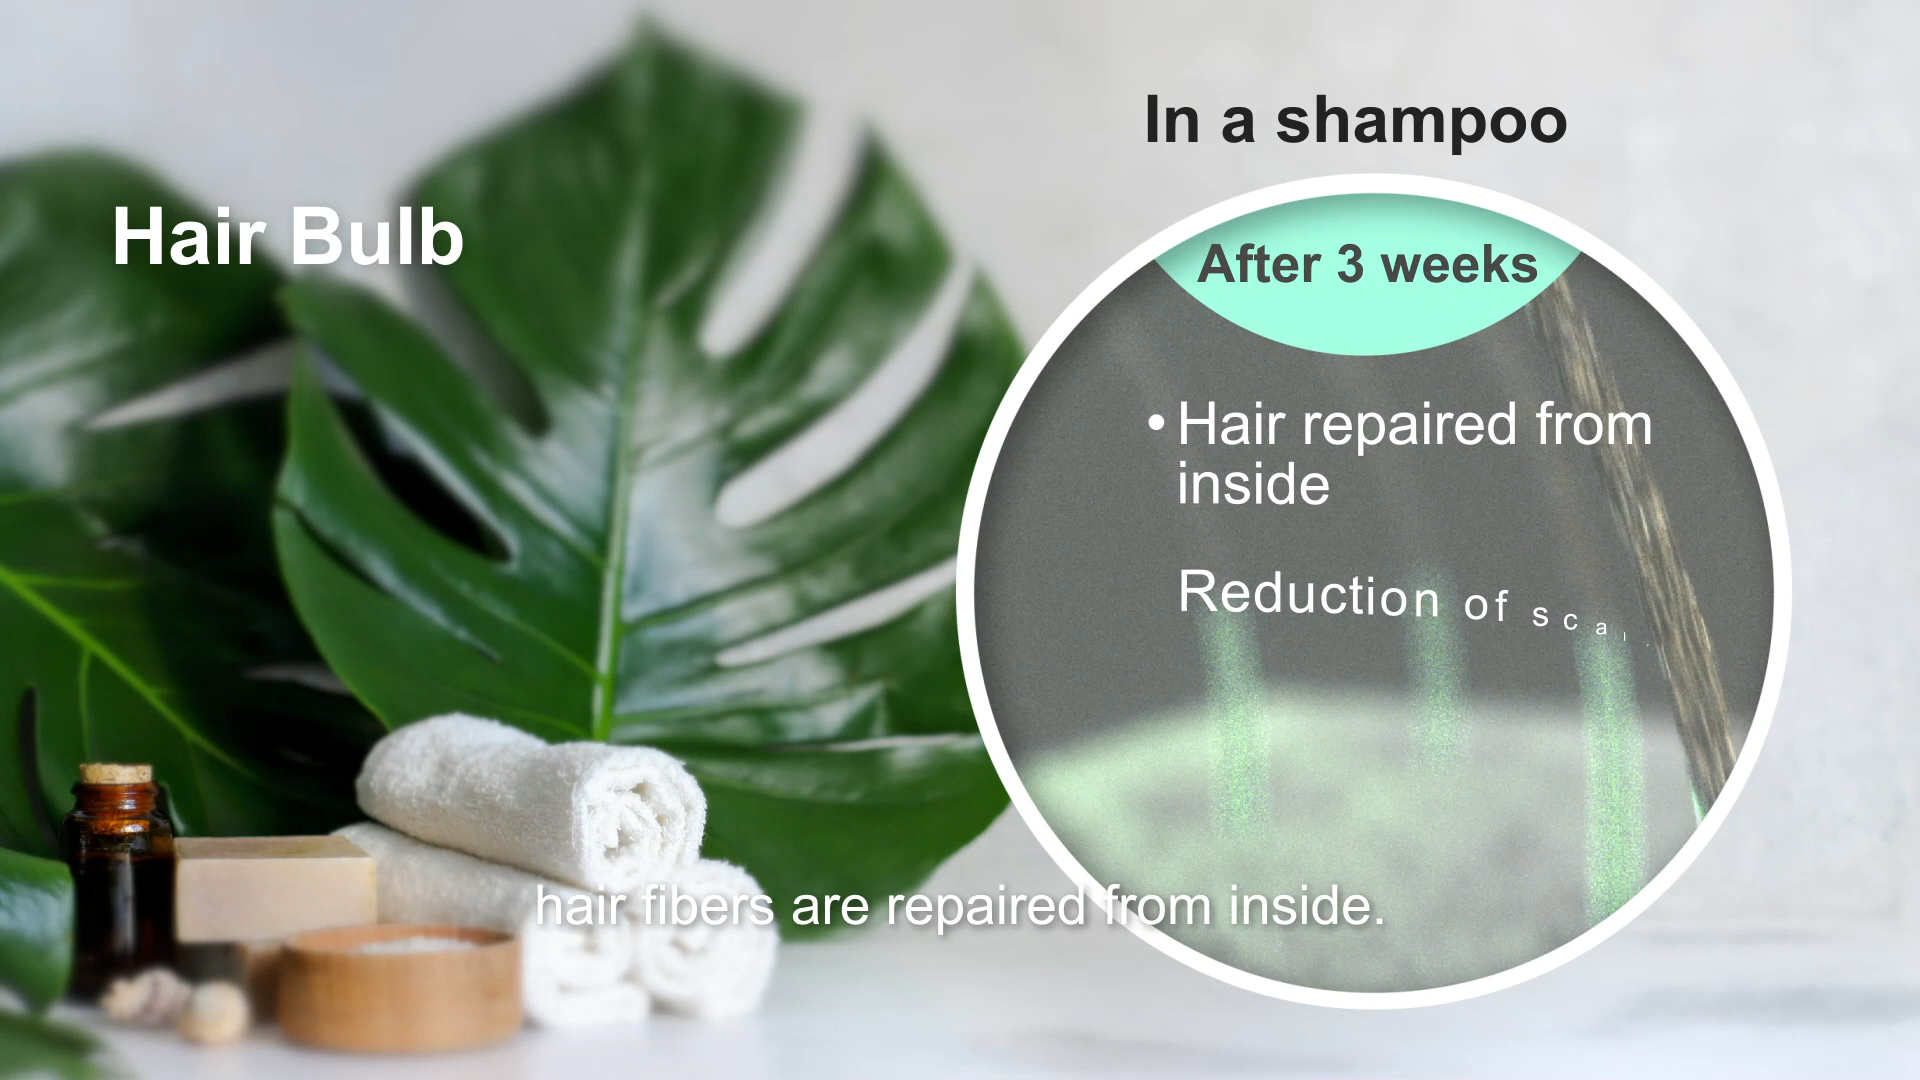 In a shampoo
Hair Bulb
After 3 weeks
• Hair repaired from
inside
Reduction of
hair fibers are repaired from inside.